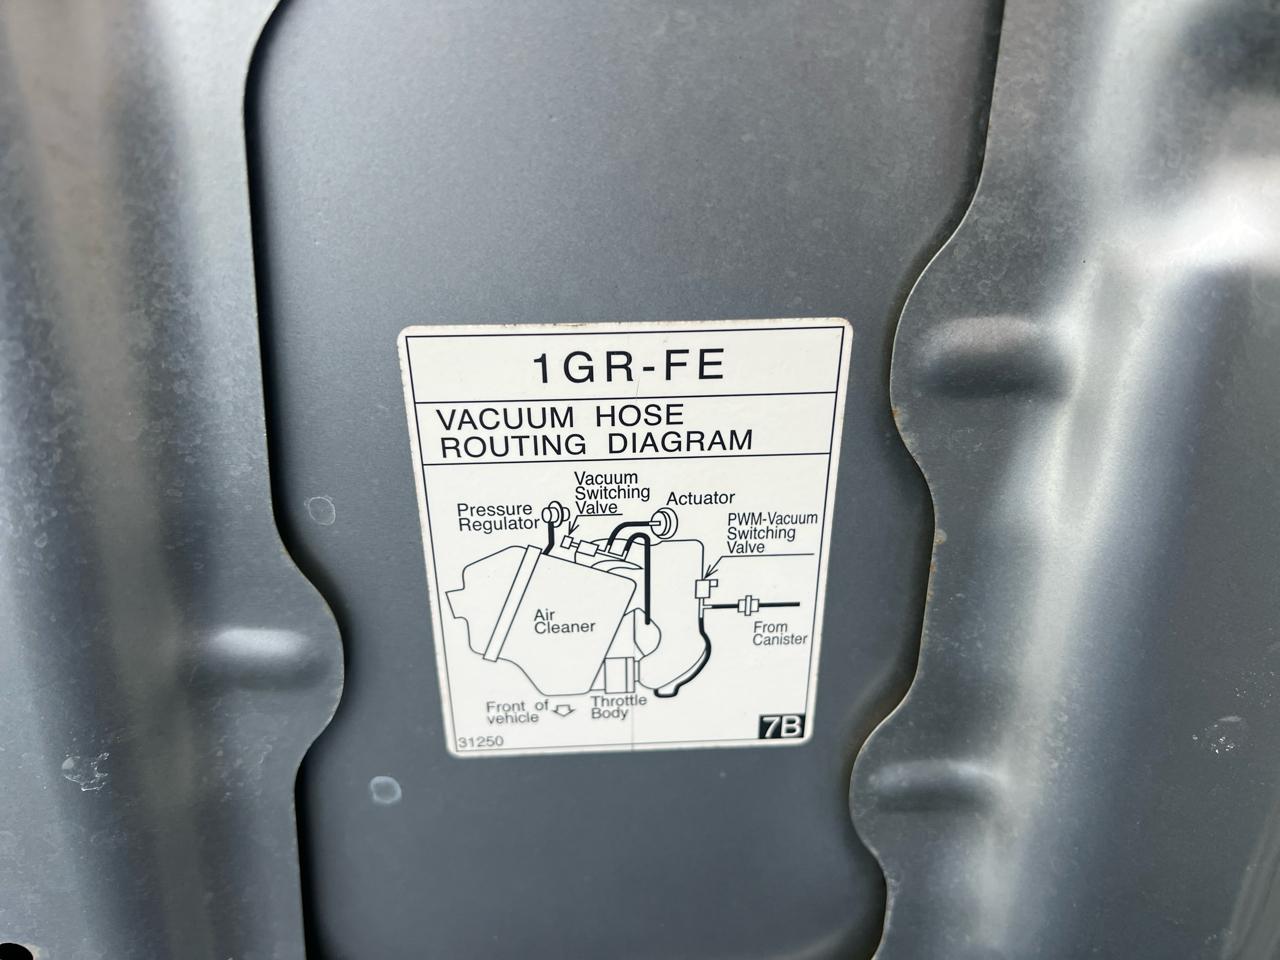 1GR-FE
VACUUM HOSE
ROUTING DIAGRAM
Vacuum
Switching
Valve
Pressure
Regulator
Actuator
PWM-Vacuum
Switching
Valve
Air
Cleaner
From
Canister
Front of
vehicle
Throttle
Body
31250
7B